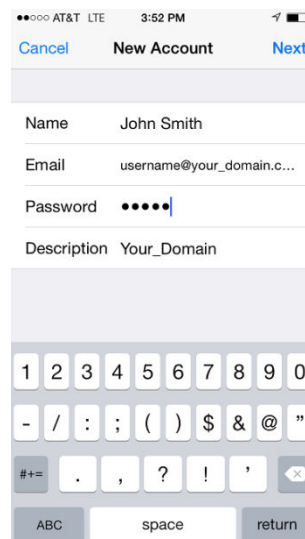 AT&T LTE 3:52 PM
Cancel New Account Next
Name John Smith
Email username@your_domain.c...
Password •••••
Description Your_Domain
1 2 3 4 5 6 7 8 9 0
- / : ; ( ) $ & @ "
#+= . , ? ! '
ABC space return